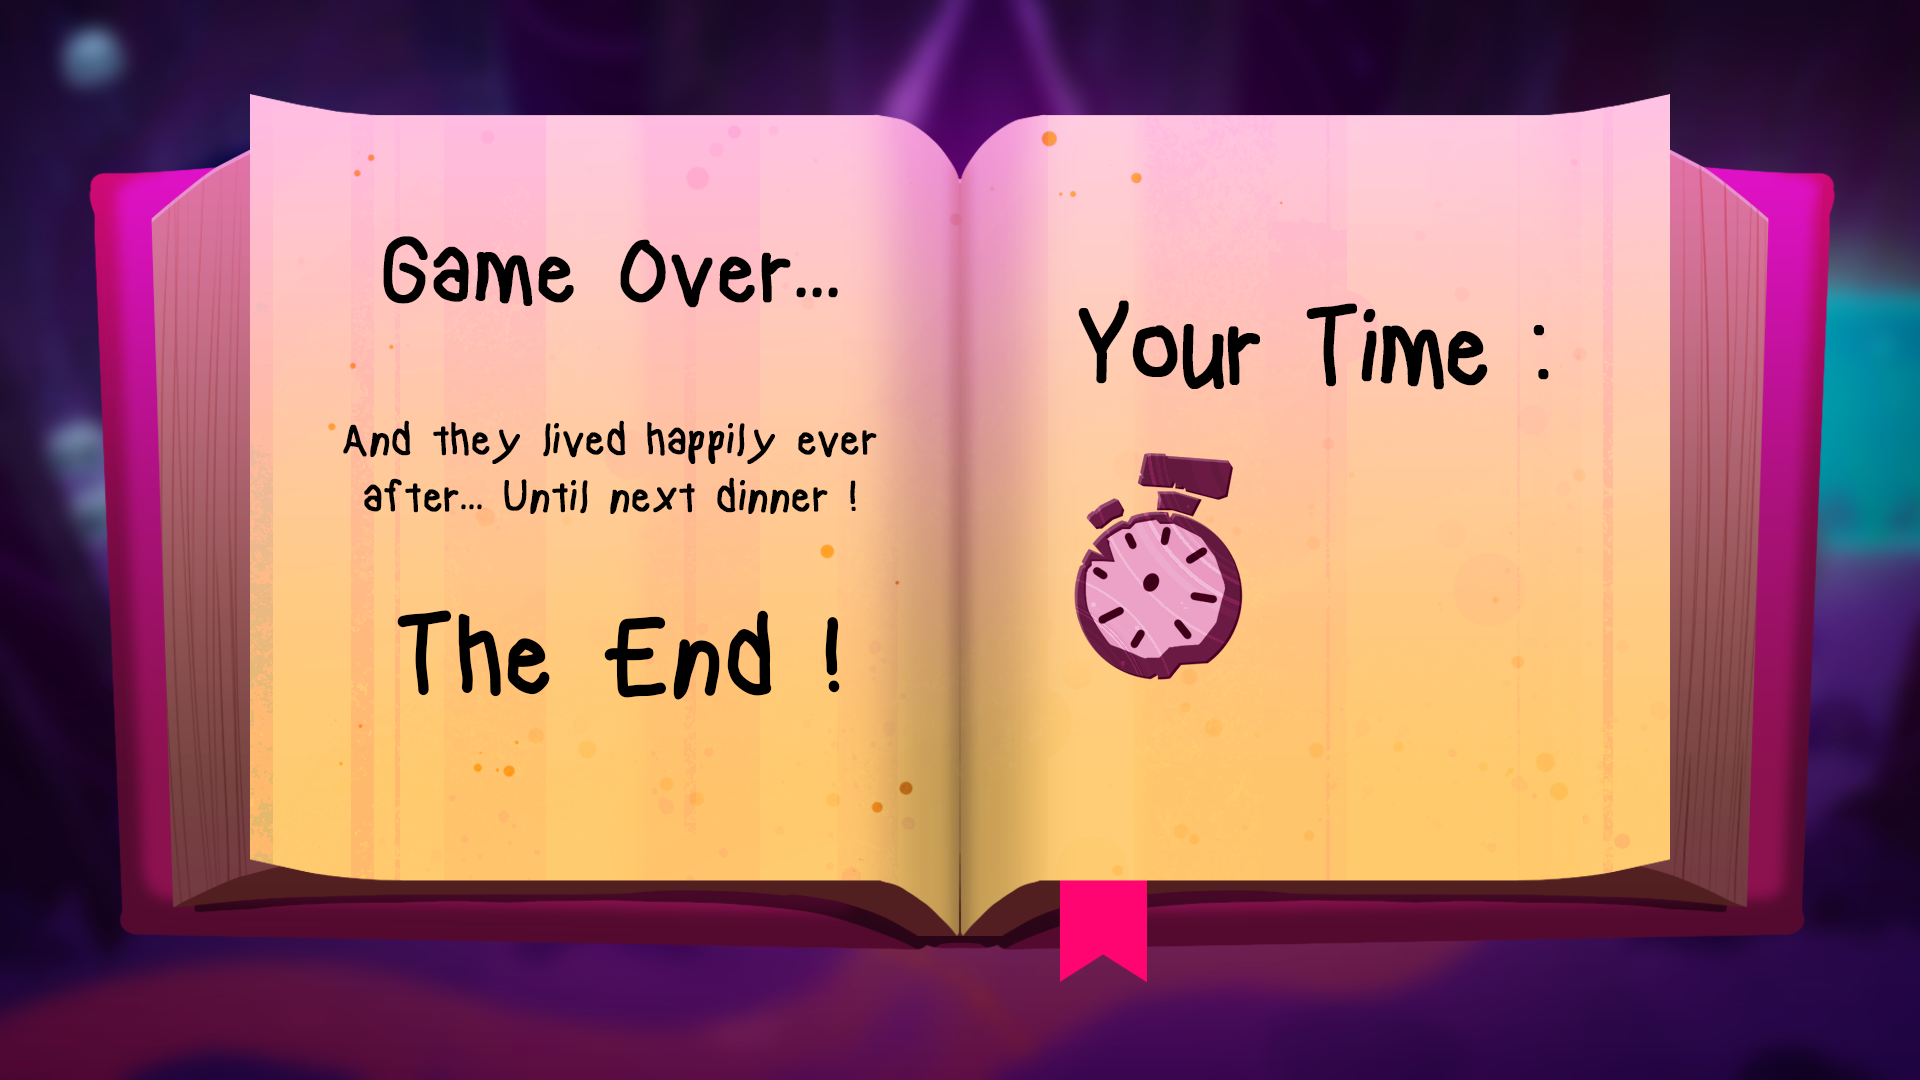 Game Over...
And they lived happily ever
after... Until next dinner !
The End !
Your Time :